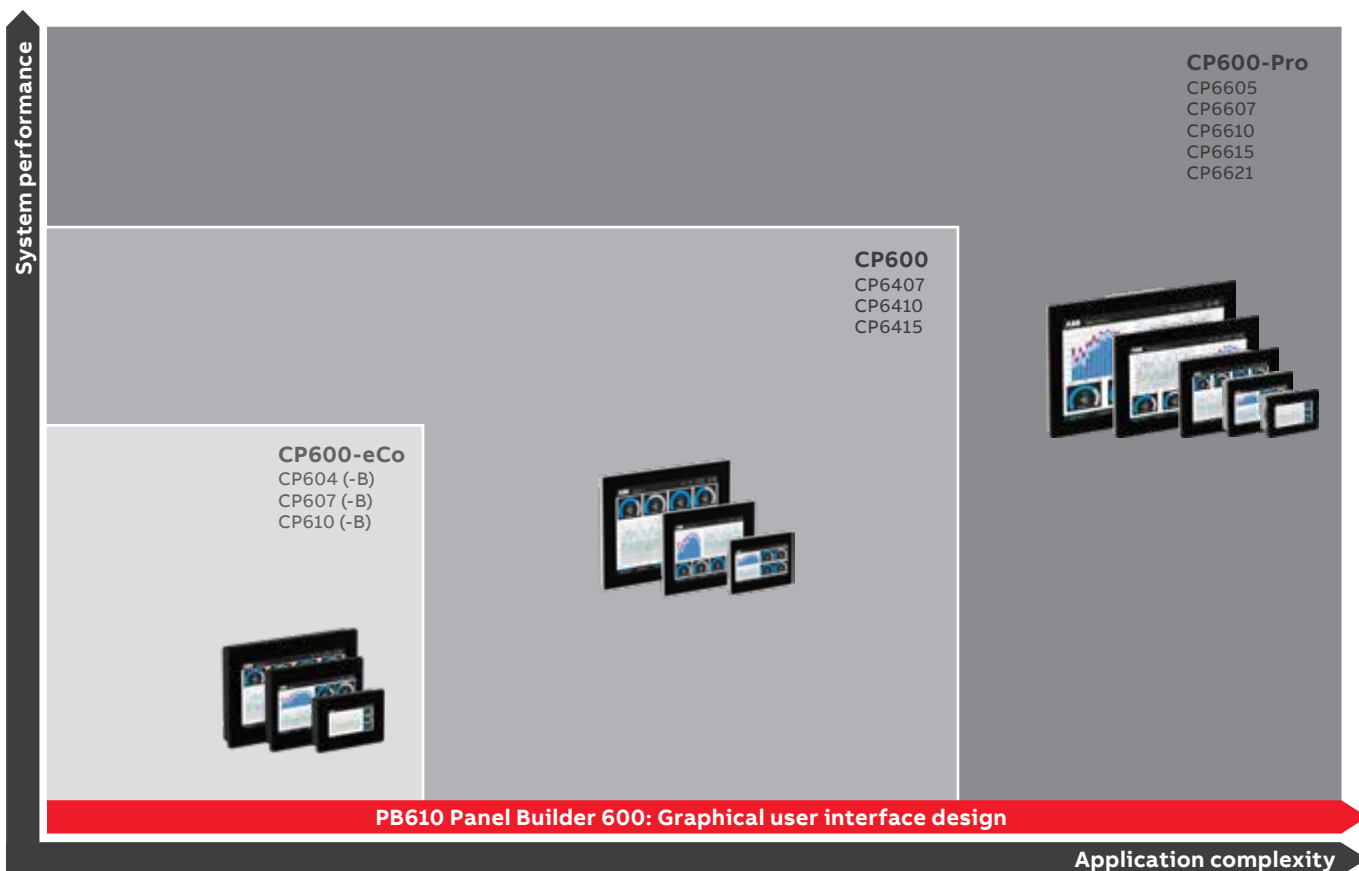 System performance
CP600-Pro
CP6605
CP6607
CP6610
CP6615
CP6621
CP600
CP6407
CP6410
CP6415
CP600-eCo
CP604 (-B)
CP607 (-B)
CP610 (-B)
PB610 Panel Builder 600: Graphical user interface design
Application complexity